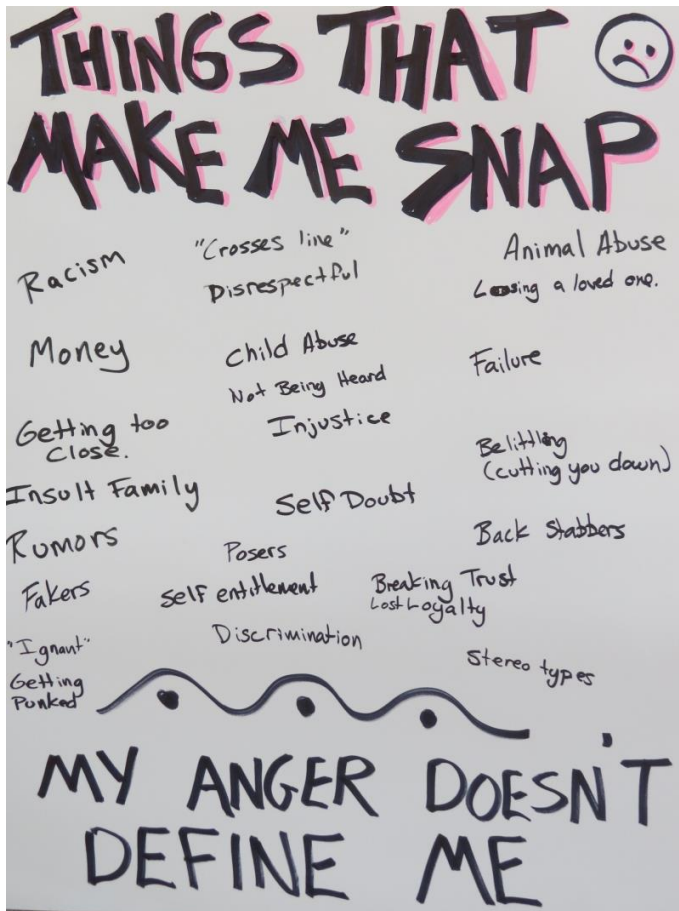 THINGS THAT
MAKE ME SNAP
Racism
"Crosses line"
Disrespectful
Animal Abuse
Loosing a loved one.
Money
Child Abuse
Not Being Heard
Failure
Getting too
Close.
Injustice
Belittling
(cutting you down)
Insult Family
Self Doubt
Rumors
Posers
Back Stabbers
Fakers
Self entitlement
Breaking Trust
Lost Loyalty
"Ignant"
Discrimination
Stereo types
Getting
Punked
MY ANGER DOESN'T
DEFINE ME